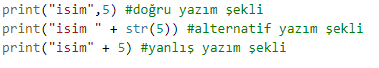 print("isim",5) #doğru yazım şekli
print("isim " + str(5)) #alternatif yazım şekli
print("isim" + 5) #yanlış yazım şekli